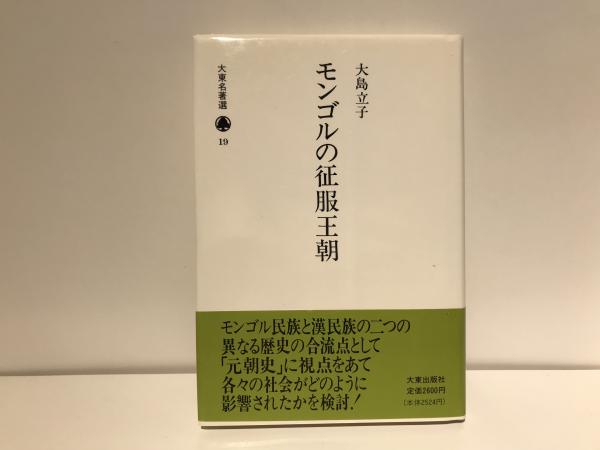 大島立子
モンゴルの征服王朝
大東名著選
19
モンゴル民族と漢民族の二つの
異なる歴史の合流点として
「元朝史」に視点をあて
各々の社会がどのように
影響されたかを検討!
大東出版社
定価2600円
(本体2524円)